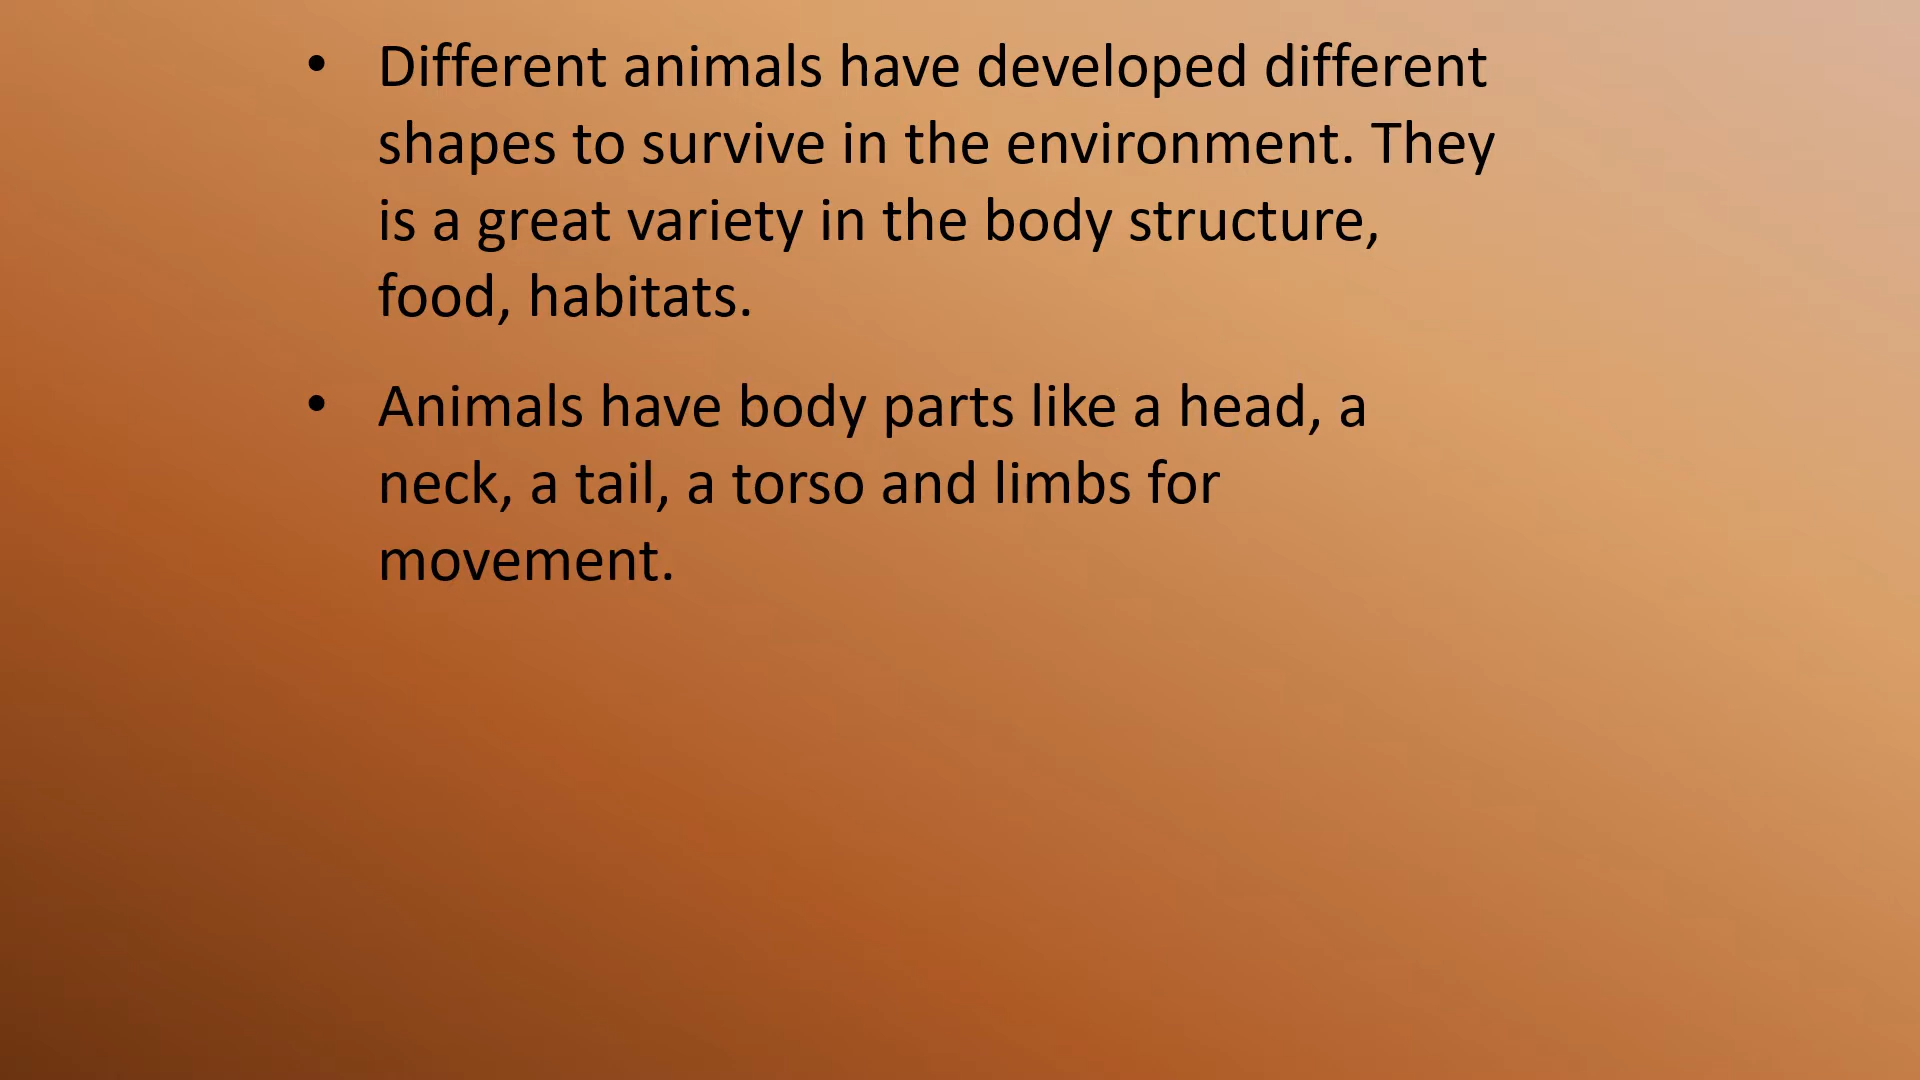 • Different animals have developed different
shapes to survive in the environment. They
is a great variety in the body structure,
food, habitats.
• Animals have body parts like a head, a
neck, a tail, a torso and limbs for
movement.